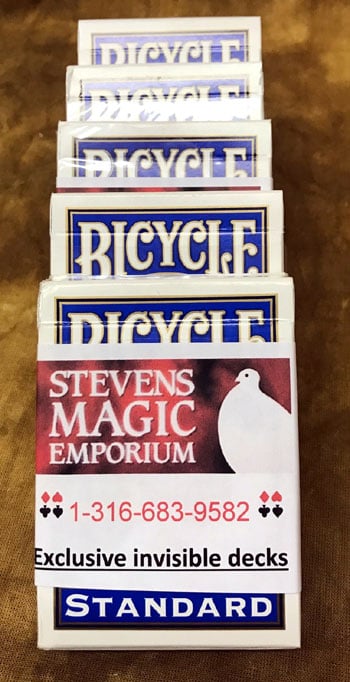 BICYCLE
BICYCLE
BICYCLE
BICYCLE
BICYCLE
STEVENS
MAGIC
EMPORIUM
♦♥
♣♠ 1-316-683-9582 ♦♥
♣♠
Exclusive invisible decks
STANDARD